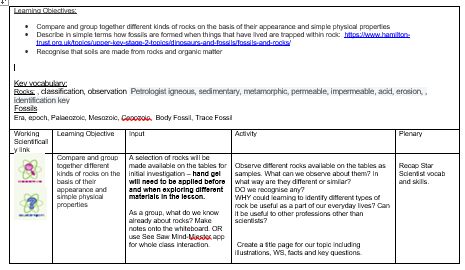 Learning Objectives:
• Compare and group together different kinds of rocks on the basis of their appearance and simple physical properties
• Describe in simple terms how fossils are formed when things that have lived are trapped within rock: https://www.hamilton-
trust.org.uk/topics/upper-key-stage-2-topics/dinosaurs-and-fossils/fossils-and-rocks/
• Recognise that soils are made from rocks and organic matter
Key vocabulary:
Rocks: , classification, observation Petrologist igneous, sedimentary, metamorphic, permeable, impermeable, acid, erosion, ,
identification key
Fossils
Era, epoch, Palaeozoic, Mesozoic, Cenozoic, Body Fossil, Trace Fossil
Working
Scientificall
y link
Learning Objective
Input
Activity
Plenary
Compare and group
together different
kinds of rocks on the
basis of their
appearance and
simple physical
properties
A selection of rocks will be
made available on the tables for
initial investigation – hand
gel will need to be applied before
and when exploring different
materials in the lesson.
As a group, what do we know
already about rocks? Make
notes onto the whiteboard. OR
use See Saw Mind-Master app
for whole class interaction.
Observe different rocks available on the tables as
samples. What can we observe about them? In
what way are they different or similar?
DO we recognise any?
WHY could learning to identify different types of
rock be useful as a part of our everyday lives? Can
it be useful to other professions other than
scientists?
Create a title page for our topic including
illustrations, WS, facts and key questions.
Recap Star
Scientist vocab
and skills.